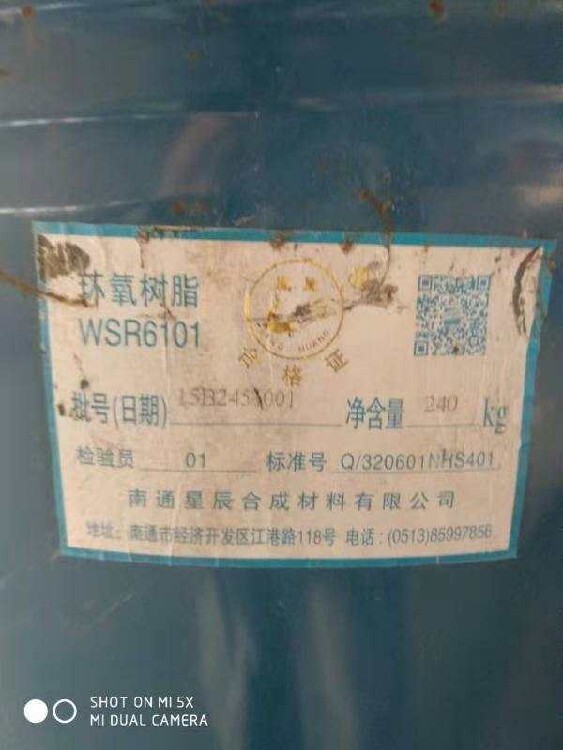 环氧树脂
WSR6101
合格证
批号(日期)
净含量 240 kg
检验员 01 标准号 Q/320601NHS401
南通星辰合成材料有限公司
地址: 南通市经济开发区江港路118号 电话:(0513)85997856
SHOT ON MI 5X
MI DUAL CAMERA